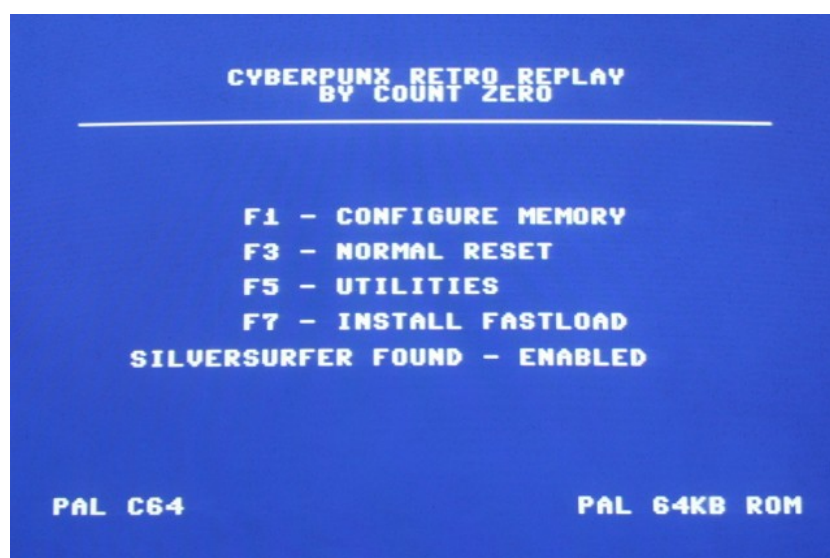 CYBERPUNX RETRO REPLAY
BY COUNT ZERO
F1 - CONFIGURE MEMORY
F3 - NORMAL RESET
F5 - UTILITIES
F7 - INSTALL FASTLOAD
SILVERSURFER FOUND - ENABLED
PAL C64 PAL 64KB ROM